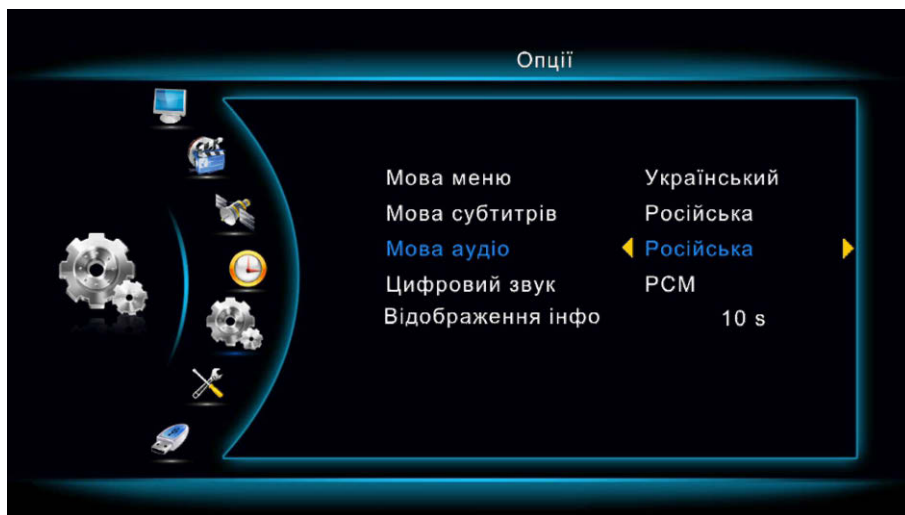 Опції
Мова меню Український
Мова субтитрів Російська
Мова аудіо Російська
Цифровий звук PCM
Відображення інфо 10 s